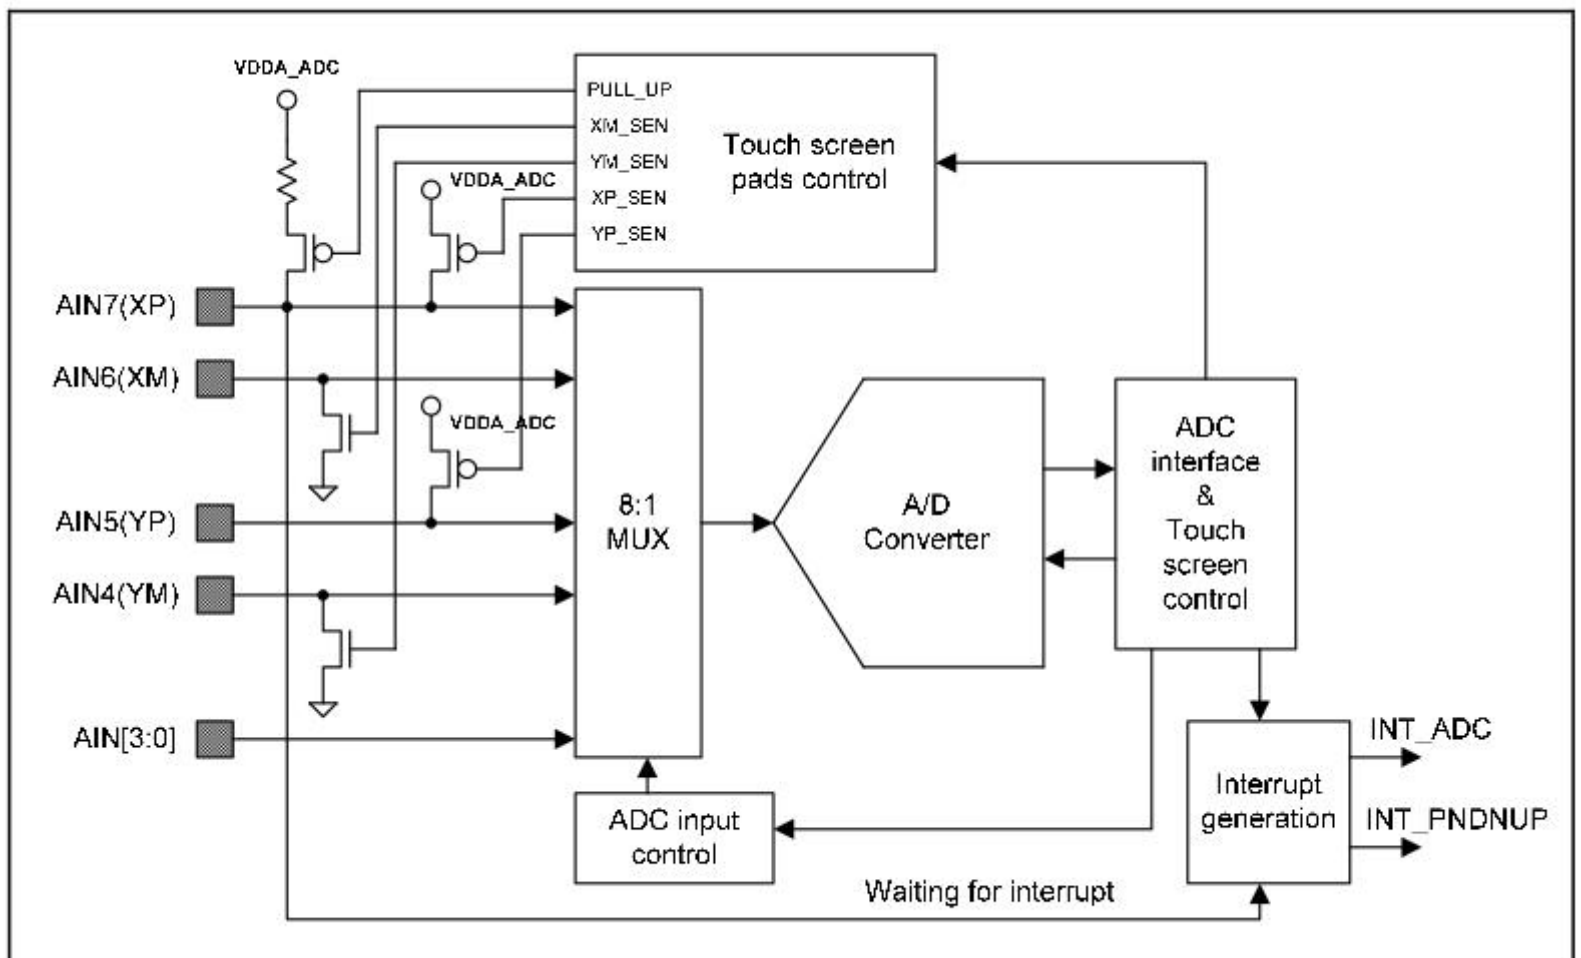 VDDA_ADC
PULL_UP
XM_SEN
YM_SEN
XP_SEN
YP_SEN
Touch screen
pads control
VDDA_ADC
AIN7(XP)
AIN6(XM)
VDDA_ADC
AIN5(YP)
AIN4(YM)
AIN[3:0]
8:1
MUX
A/D
Converter
ADC
interface
&
Touch
screen
control
ADC input
control
Interrupt
generation
INT_ADC
INT_PNDNUP
Waiting for interrupt